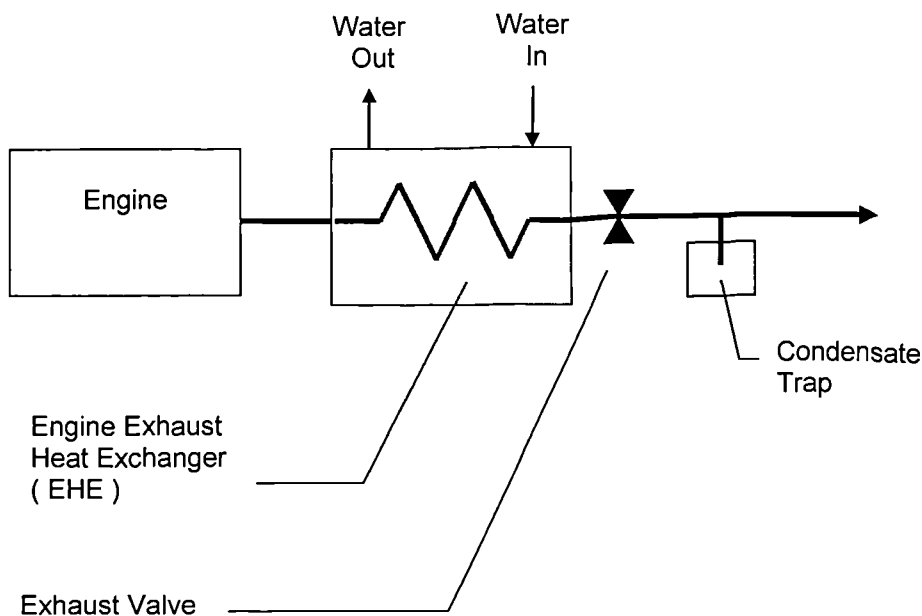 Water
Out
Water
In
Engine
Condensate
Trap
Engine Exhaust
Heat Exchanger
( EHE )
Exhaust Valve